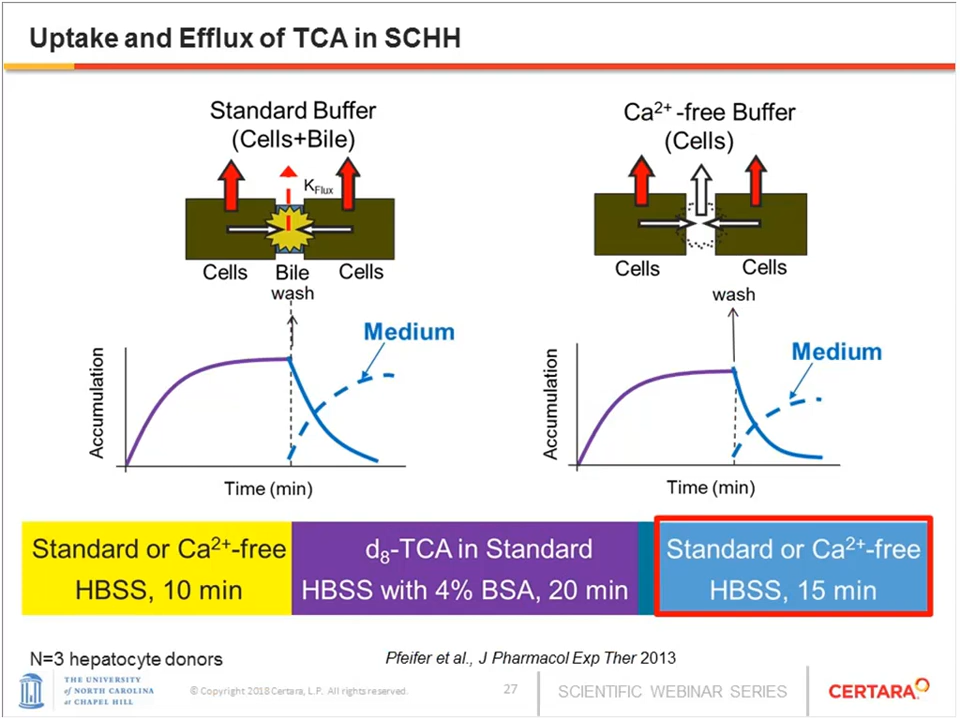 Uptake and Efflux of TCA in SCHH
Standard Buffer
(Cells+Bile)
K_Flux
Cells Bile Cells
wash
Medium
Accumulation
Time (min)
Ca²⁺ -free Buffer
(Cells)
Cells Cells
wash
Medium
Accumulation
Time (min)
Standard or Ca²⁺-free
HBSS, 10 min
d₈-TCA in Standard
HBSS with 4% BSA, 20 min
Standard or Ca²⁺-free
HBSS, 15 min
N=3 hepatocyte donors
Pfeifer et al., J Pharmacol Exp Ther 2013
THE UNIVERSITY
of NORTH CAROLINA
at CHAPEL HILL
© Copyright 2018 Certara, L.P. All rights reserved.
27
SCIENTIFIC WEBINAR SERIES
CERTARA